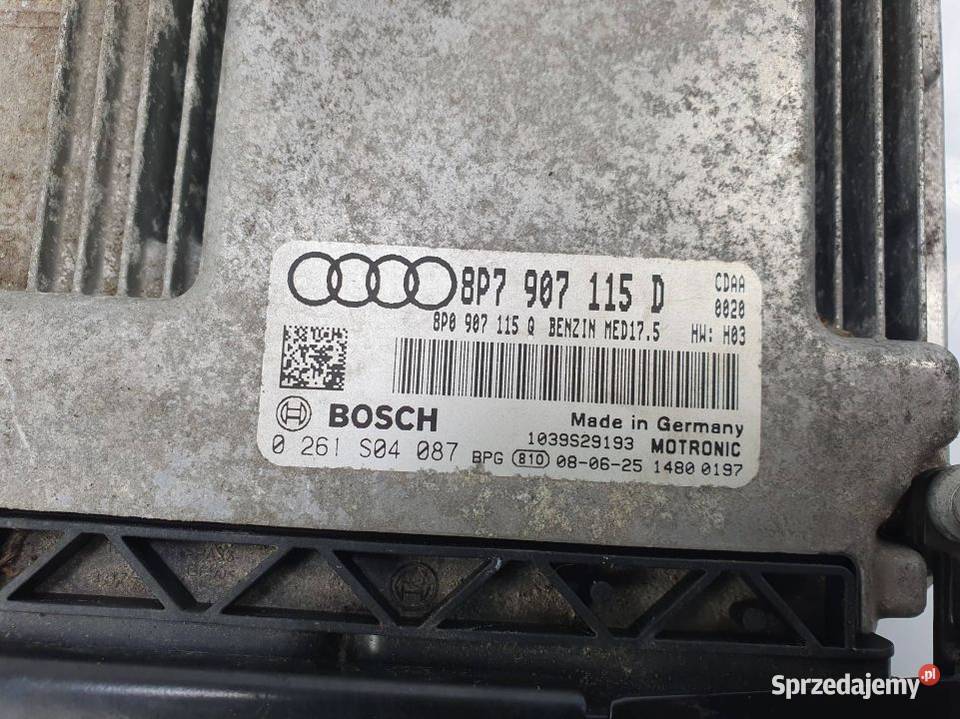 8P7 907 115 D CDAA
0020
8P0 907 115 Q BENZIN MED17.5 HW: H03
BOSCH Made in Germany
1039S29193 MOTRONIC
0 261 S04 087 BPG 810 08-06-25 1480 0197
Sprzedajemy.pl